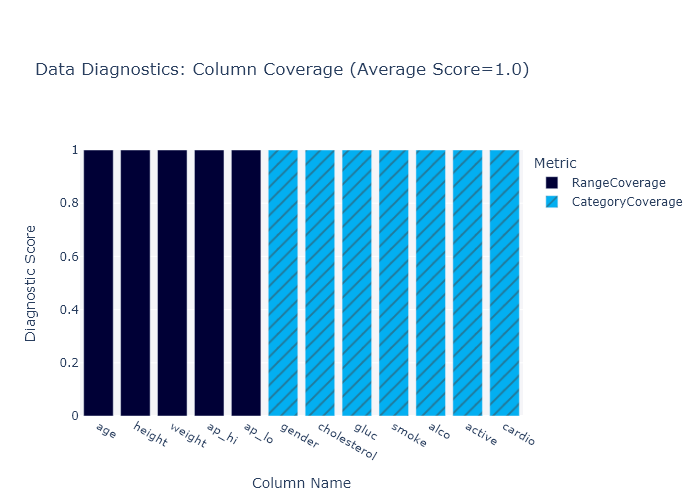 Data Diagnostics: Column Coverage (Average Score=1.0)
Metric
RangeCoverage
CategoryCoverage
Diagnostic Score
1
0.8
0.6
0.4
0.2
0
age
height
weight
ap_hi
ap_lo
gender
cholesterol
gluc
smoke
alco
active
cardio
Column Name